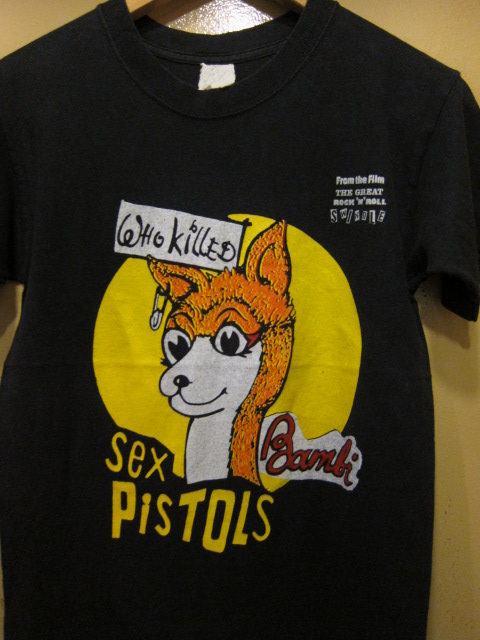 From the Film
THE GREAT
ROCK 'N' ROLL
SWINDLE
WHO KiLLED
Bambi
sex
PiSTOLS